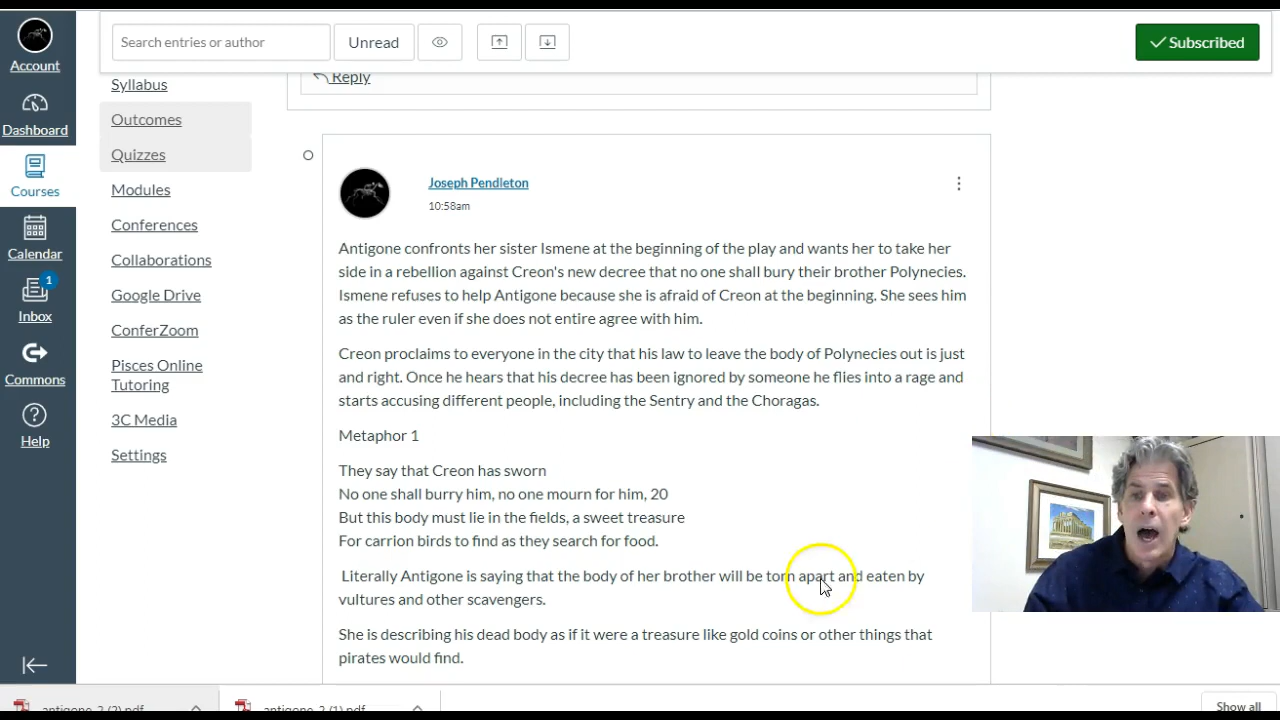 Search entries or author
Unread
Subscribed
Account
Dashboard
Courses
Calendar
1
Inbox
Commons
Help
Syllabus
Outcomes
Quizzes
Modules
Conferences
Collaborations
Google Drive
ConferZoom
Pisces Online
Tutoring
3C Media
Settings
Reply
Joseph Pendleton
10:58am
Antigone confronts her sister Ismene at the beginning of the play and wants her to take her
side in a rebellion against Creon's new decree that no one shall bury their brother Polynecies.
Ismene refuses to help Antigone because she is afraid of Creon at the beginning. She sees him
as the ruler even if she does not entire agree with him.
Creon proclaims to everyone in the city that his law to leave the body of Polynecies out is just
and right. Once he hears that his decree has been ignored by someone he flies into a rage and
starts accusing different people, including the Sentry and the Choragas.
Metaphor 1
They say that Creon has sworn
No one shall burry him, no one mourn for him, 20
But this body must lie in the fields, a sweet treasure
For carrion birds to find as they search for food.
Literally Antigone is saying that the body of her brother will be torn apart and eaten by
vultures and other scavengers.
She is describing his dead body as if it were a treasure like gold coins or other things that
pirates would find.
antigone_2 (2).pdf
antigone_2 (1).pdf
Show all